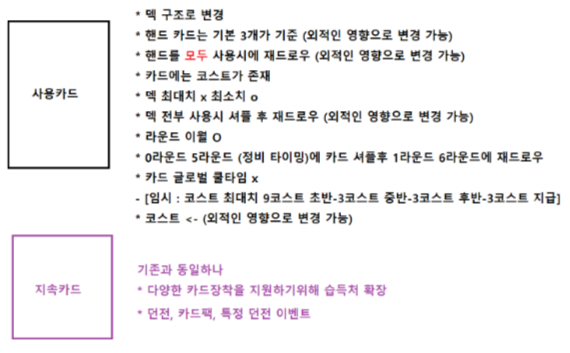 * 덱 구조로 변경
* 핸드 카드는 기본 3개가 기준 (외적인 영향으로 변경 가능)
* 핸드를 모두 사용시에 재드로우 (외적인 영향으로 변경 가능)
* 카드에는 코스트가 존재
사용카드
* 덱 최대치 x 최소치 o
* 덱 전부 사용시 셔플 후 재드로우 (외적인 영향으로 변경 가능)
* 라운드 이월 O
* 0라운드 5라운드 (정비 타이밍)에 카드 셔플후 1라운드 6라운드에 재드로우
* 카드 글로벌 쿨타임 x
- [임시 : 코스트 최대치 9코스트 초반-3코스트 중반-3코스트 후반-3코스트 지급]
* 코스트 <- (외적인 영향으로 변경 가능)
지속카드
기존과 동일하나
* 다양한 카드장착을 지원하기위해 습득처 확장
* 던전, 카드팩, 특정 던전 이벤트